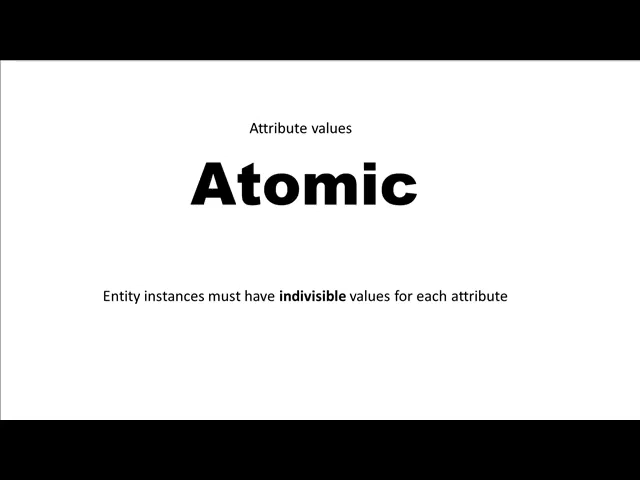 Attribute values
Atomic
Entity instances must have indivisible values for each attribute